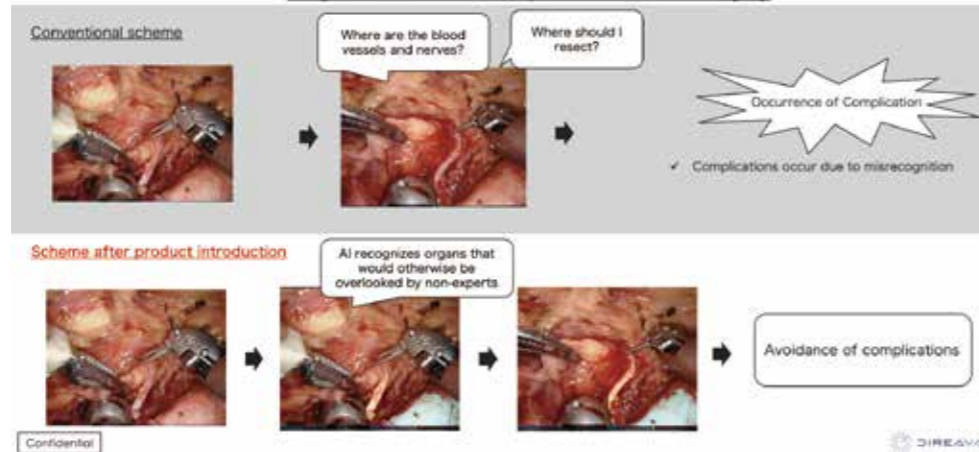 Conventional scheme
Where are the blood
vessels and nerves?
Where should I
resect?
Occurrence of Complication
✓ Complications occur due to misrecognition
Scheme after product introduction
AI recognizes organs that
would otherwise be
overlooked by non-experts
Avoidance of complications
Confidential